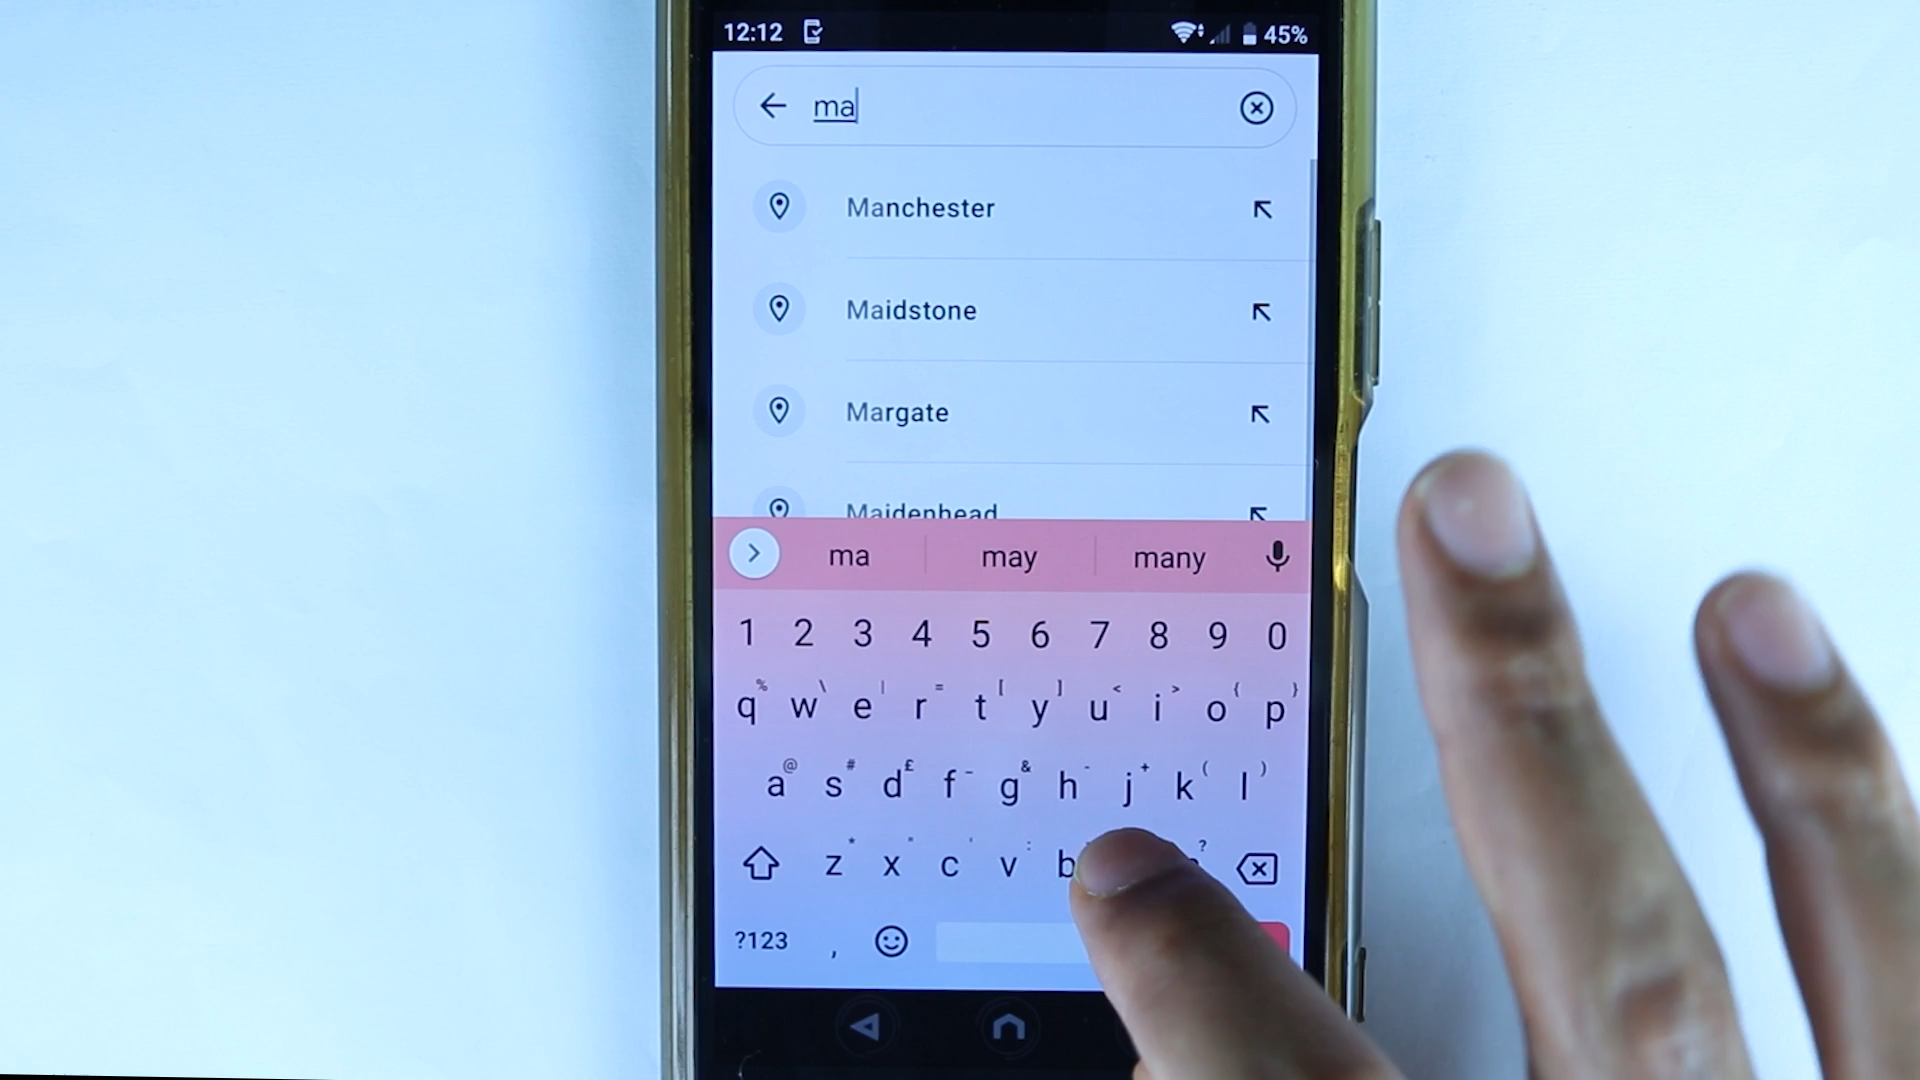 12:12 45%
ma
Manchester
Maidstone
Margate
Maidenhead
ma may many
1 2 3 4 5 6 7 8 9 0
% \ | = [ ] < > { }
q w e r t y u i o p
@ # £ _ & - + ( )
a s d f g h j k l
* " ' : ?
z x c v b
?123 ,